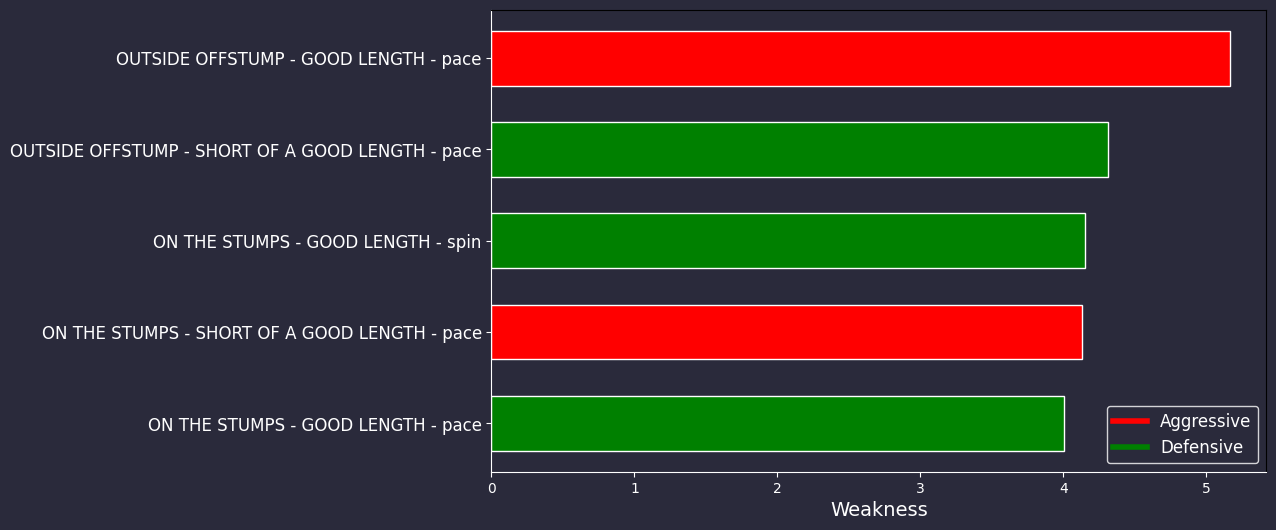 OUTSIDE OFFSTUMP - GOOD LENGTH - pace
OUTSIDE OFFSTUMP - SHORT OF A GOOD LENGTH - pace
ON THE STUMPS - GOOD LENGTH - spin
ON THE STUMPS - SHORT OF A GOOD LENGTH - pace
ON THE STUMPS - GOOD LENGTH - pace
Aggressive
Defensive
0 1 2 3 4 5
Weakness